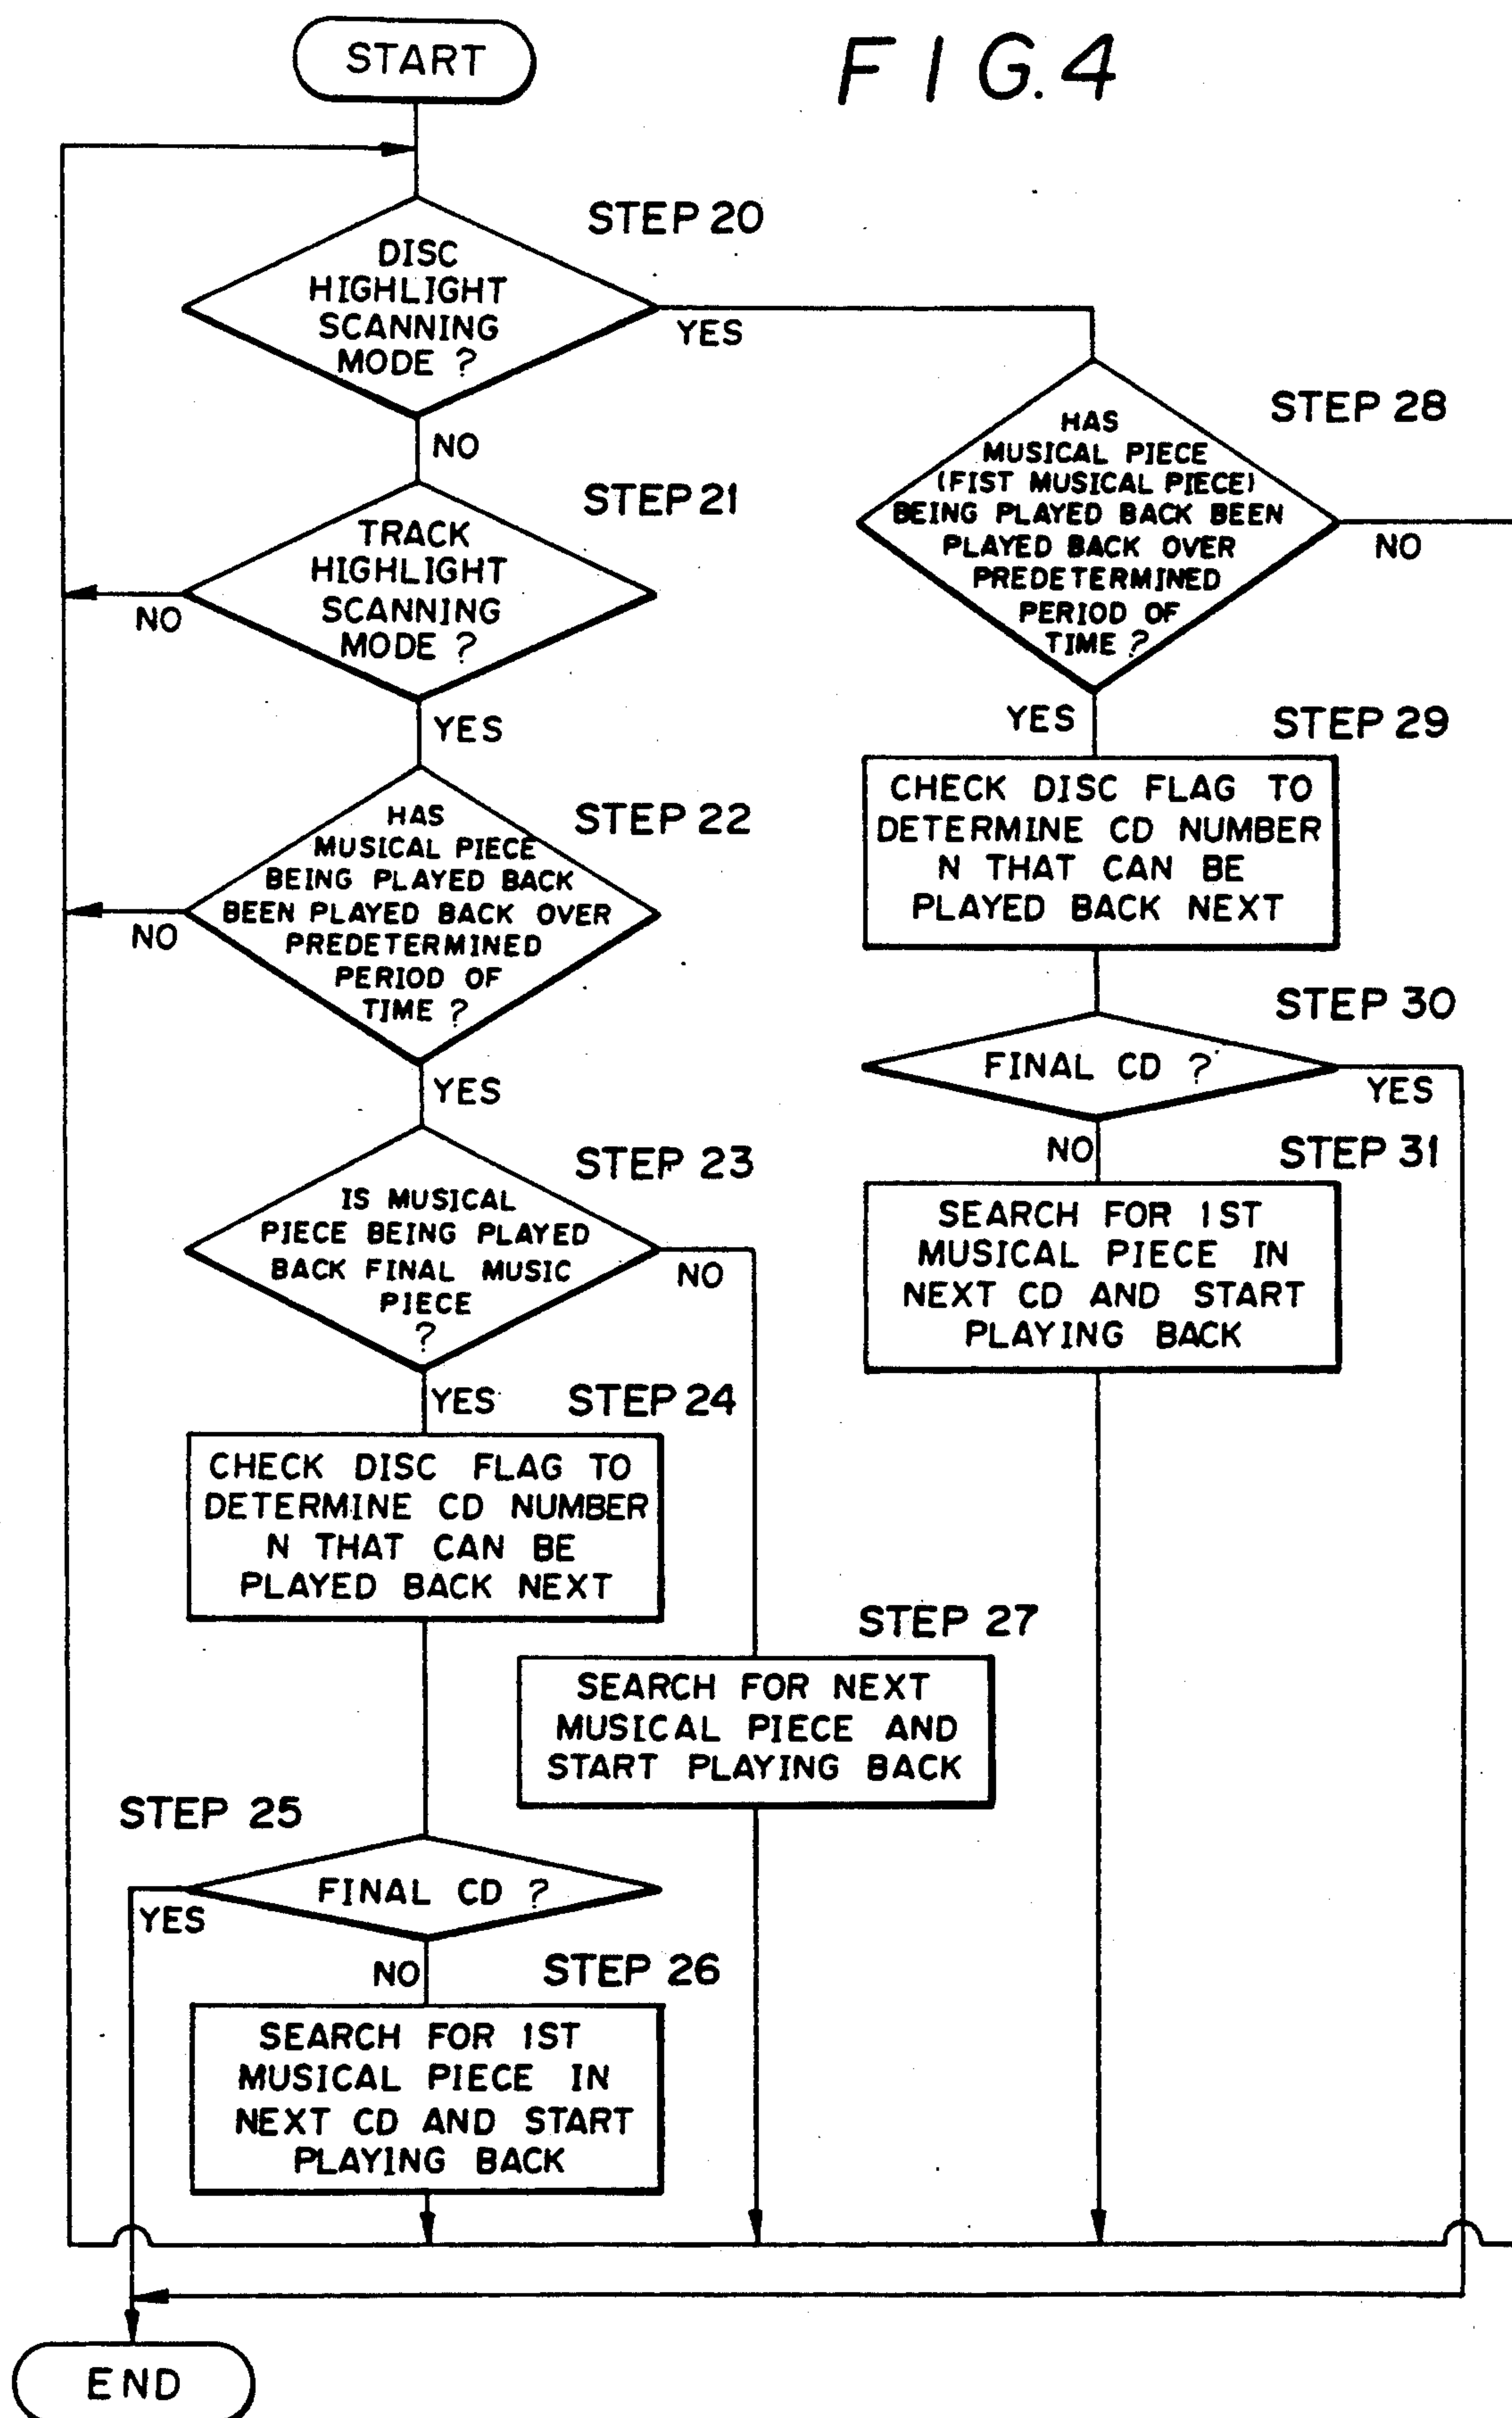 START
FIG.4
STEP 20
DISC
HIGHLIGHT
SCANNING
MODE ?
YES
NO
STEP 21
TRACK
HIGHLIGHT
SCANNING
MODE ?
NO
YES
STEP 22
HAS
MUSICAL PIECE
BEING PLAYED BACK
BEEN PLAYED BACK OVER
PREDETERMINED
PERIOD OF
TIME ?
NO
YES
STEP 23
IS MUSICAL
PIECE BEING PLAYED
BACK FINAL MUSIC
PIECE
?
NO
YES
STEP 24
CHECK DISC FLAG TO
DETERMINE CD NUMBER
N THAT CAN BE
PLAYED BACK NEXT
STEP 25
FINAL CD ?
YES
NO
STEP 26
SEARCH FOR 1ST
MUSICAL PIECE IN
NEXT CD AND START
PLAYING BACK
STEP 27
SEARCH FOR NEXT
MUSICAL PIECE AND
START PLAYING BACK
STEP 28
HAS
MUSICAL PIECE
(FIST MUSICAL PIECE)
BEING PLAYED BACK BEEN
PLAYED BACK OVER
PREDETERMINED
PERIOD OF
TIME ?
NO
YES
STEP 29
CHECK DISC FLAG TO
DETERMINE CD NUMBER
N THAT CAN BE
PLAYED BACK NEXT
STEP 30
FINAL CD ?
YES
NO
STEP 31
SEARCH FOR 1ST
MUSICAL PIECE IN
NEXT CD AND START
PLAYING BACK
END